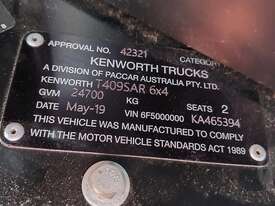 APPROVAL NO. 42321 CATEGORY
KENWORTH TRUCKS
A DIVISION OF PACCAR AUSTRALIA PTY. LTD.
KENWORTH T409SAR 6x4
GVM 24700 KG SEATS 2
DATE May-19 VIN 6F5000000 KA465394
THIS VEHICLE WAS MANUFACTURED TO COMPLY
WITH THE MOTOR VEHICLE STANDARDS ACT 1989